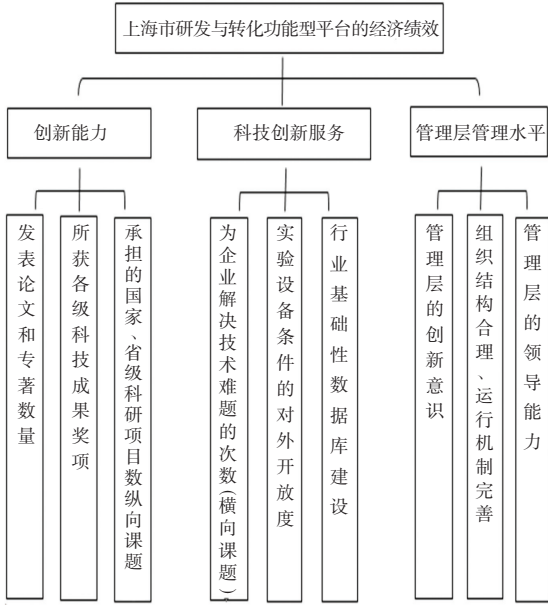 上海市研发与转化功能型平台的经济绩效
创新能力
科技创新服务
管理层管理水平
发表论文和专著数量
所获各级科技成果奖项
承担的国家、省级科研项目数纵向课题
为企业解决技术难题的次数(横向课题)。
实验设备条件的对外开放度
行业基础性数据库建设
管理层的创新意识
组织结构合理、运行机制完善
管理层的领导能力